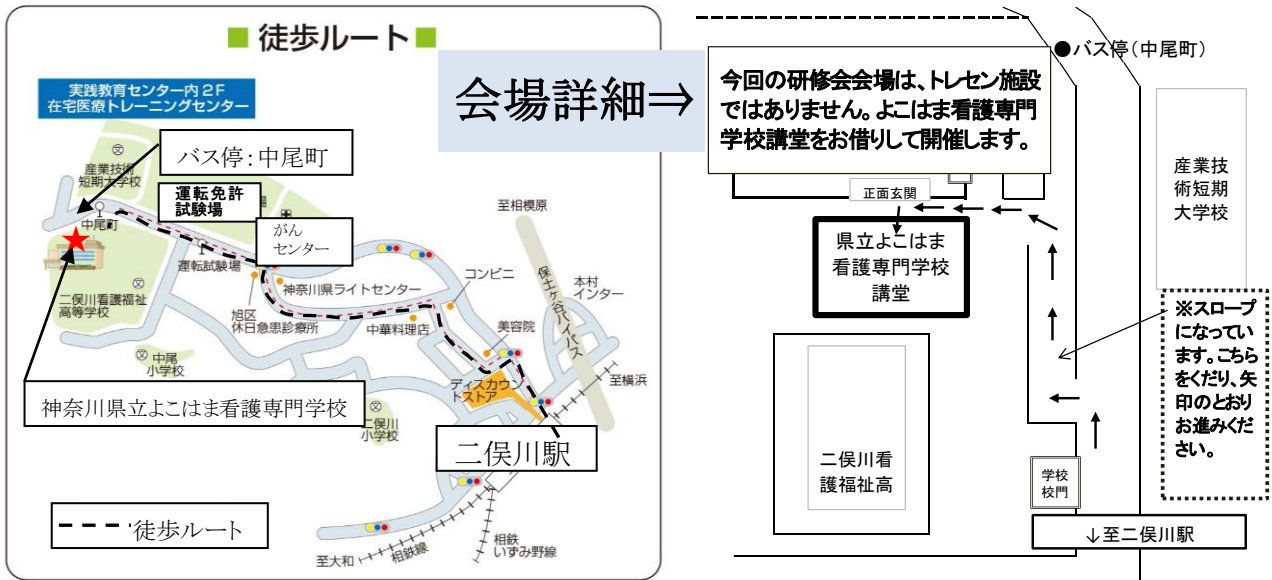 ■ 徒歩ルート ■
実践教育センター内 2F
在宅医療トレーニングセンター
バス停：中尾町
産業技術
短期大学校
運転免許
試験場
がん
センター
中尾町
運転試験場
至相模原
二俣川看護福祉
高等学校
旭区
休日急患診療所
神奈川県ライトセンター
コンビニ
保土ヶ谷バイパス
本村
インター
中華料理店
美容院
中尾
小学校
ディスカウン
トストア
至横浜
神奈川県立よこはま看護専門学校
二俣川
小学校
二俣川駅
徒歩ルート
至大和
相鉄線
相鉄
いずみ野線
会場詳細⇒
今回の研修会会場は、トレセン施設
ではありません。よこはま看護専門
学校講堂をお借りして開催します。
●バス停（中尾町）
正面玄関
県立よこはま
看護専門学校
講堂
産業技
術短期
大学校
※スロープ
になってい
ます。こちら
をくだり、矢
印のとおり
お進みくだ
さい。
二俣川看
護福祉高
学校
校門
↓至二俣川駅